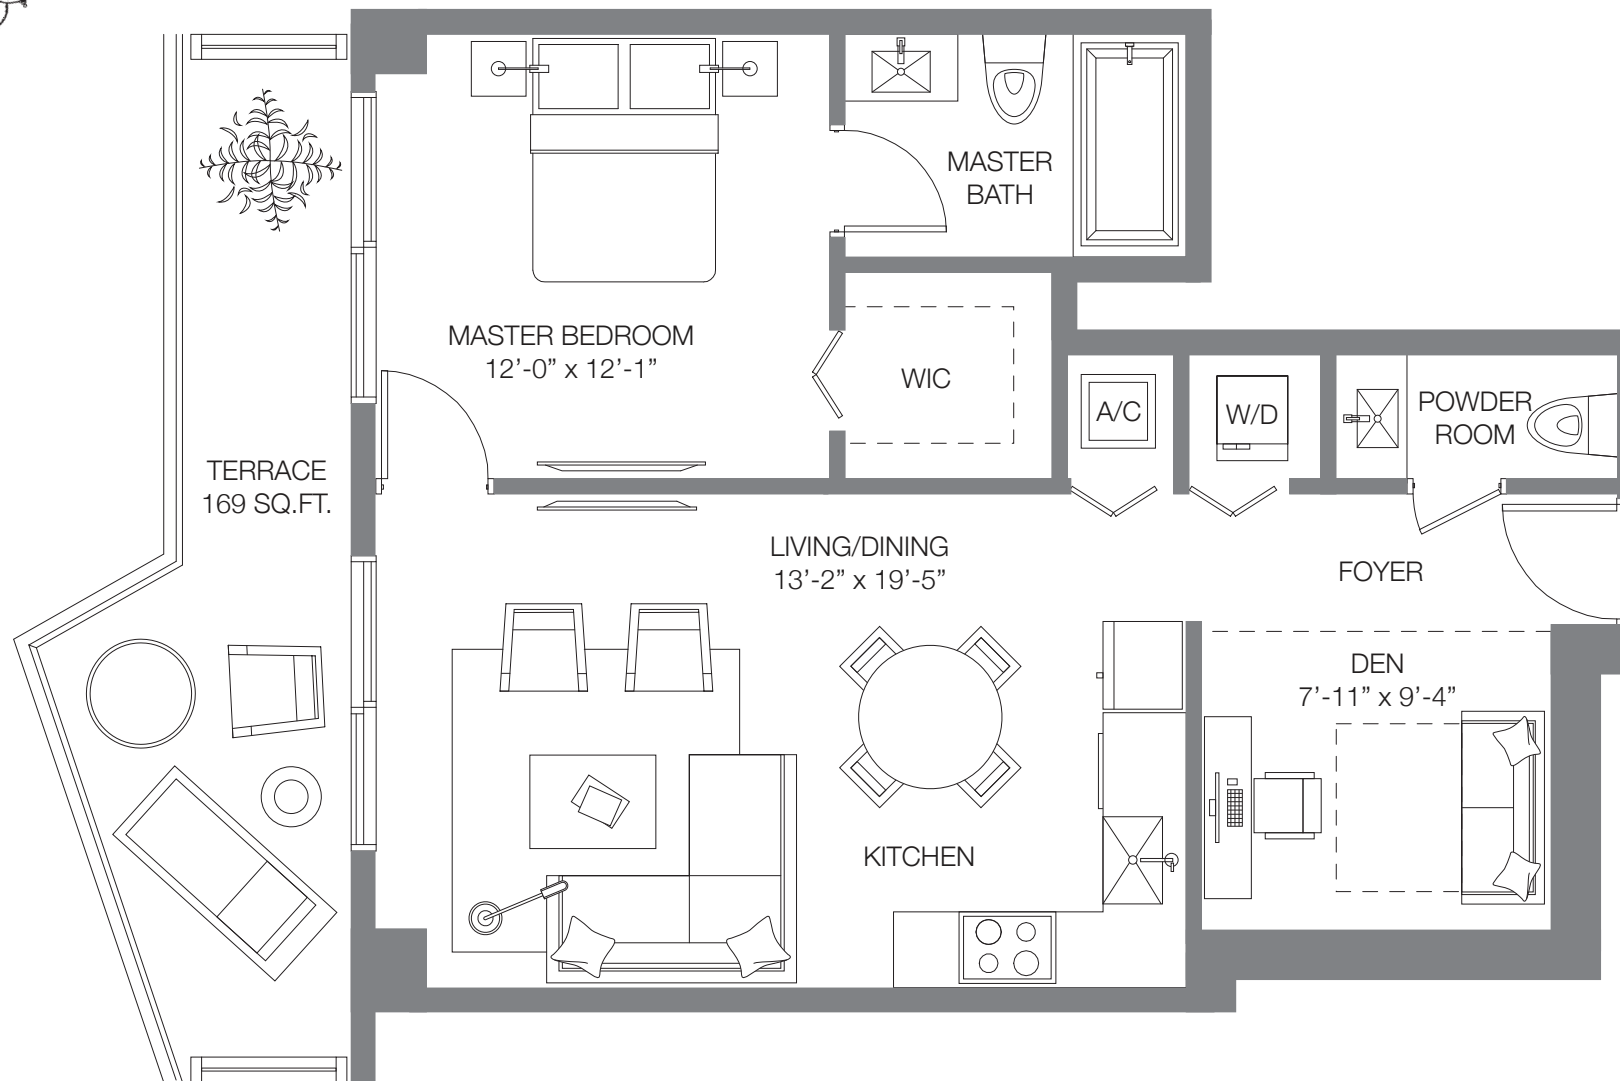 MASTER
BATH
MASTER BEDROOM
12’-0” x 12’-1”
WIC
A/C
W/D
POWDER
ROOM
TERRACE
169 SQ.FT.
LIVING/DINING
13’-2” x 19’-5”
FOYER
DEN
7’-11” x 9’-4”
KITCHEN